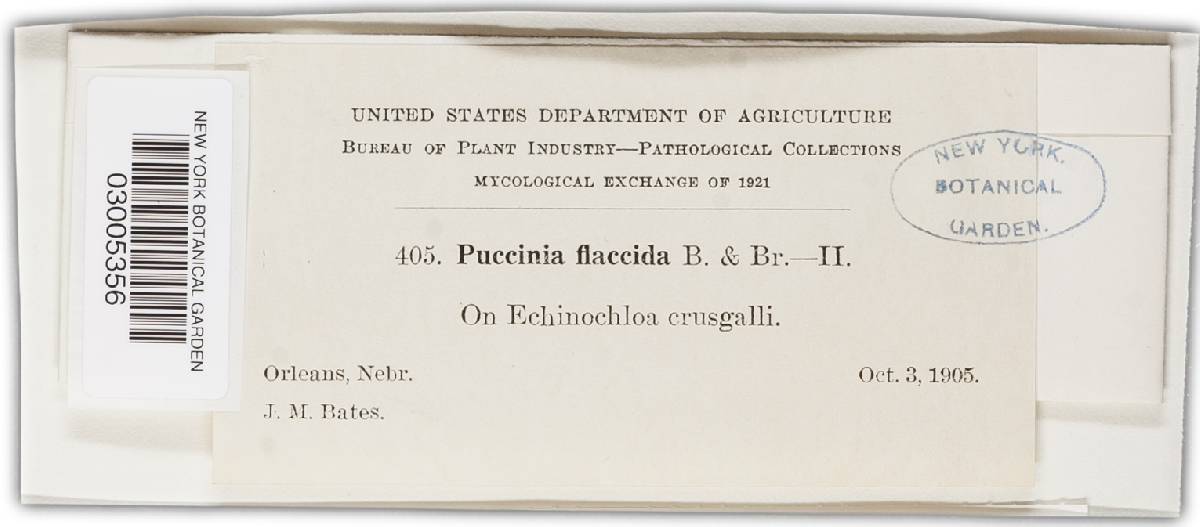 UNITED STATES DEPARTMENT OF AGRICULTURE
BUREAU OF PLANT INDUSTRY—PATHOLOGICAL COLLECTIONS
MYCOLOGICAL EXCHANGE OF 1921
405. Puccinia flaccida B. & Br.—II.
On Echinochloa crusgalli.
Orleans, Nebr.
Oct. 3, 1905.
J. M. Bates.
NEW YORK
BOTANICAL
GARDEN.
NEW YORK BOTANICAL GARDEN
03005356